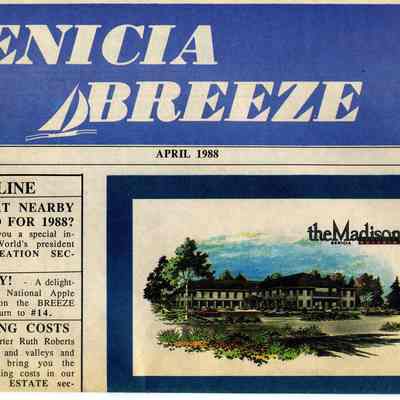 ENICIA
BREEZE
APRIL 1988
LINE
T NEARBY
FOR 1988?
you a special in-
World's president
EATION SEC-
Y! - A delight-
National Apple
on the BREEZE
urn to #14.
NG COSTS
rter Ruth Roberts
and valleys and
bring you the
ing costs in our
ESTATE sec-
theMadison
BENICIA